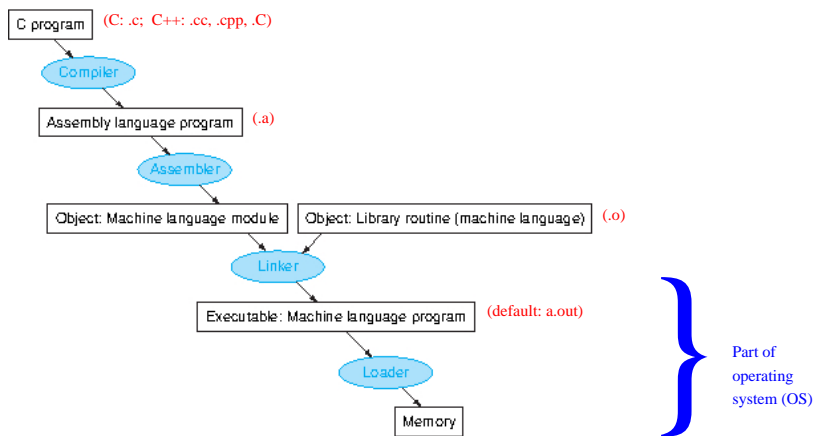 C program (C: .c; C++: .cc, .cpp, .C)
Compiler
Assembly language program (.a)
Assembler
Object: Machine language module
Object: Library routine (machine language) (.o)
Linker
Executable: Machine language program (default: a.out)
Loader
Memory
Part of
operating
system (OS)